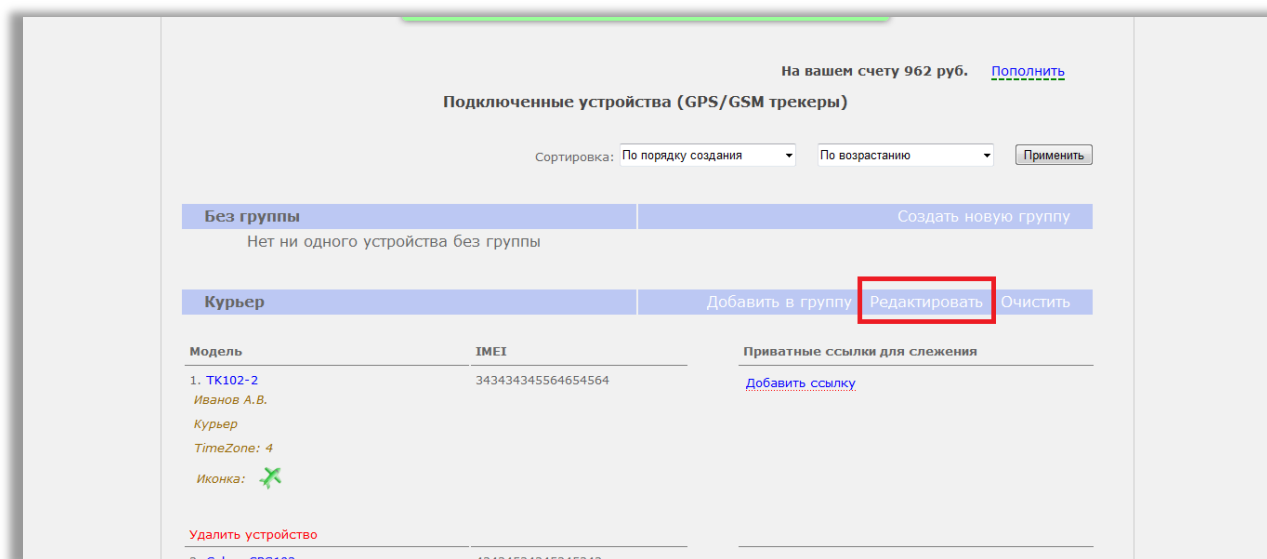 На вашем счету 962 руб. Пополнить
Подключенные устройства (GPS/GSM трекеры)
Сортировка: По порядку создания По возрастанию Применить
Без группы Создать новую группу
Нет ни одного устройства без группы
Курьер Добавить в группу Редактировать Очистить
Модель IMEI Приватные ссылки для слежения
1. TK102-2 343434345564654564 Добавить ссылку
Иванов А.В.
Курьер
TimeZone: 4
Иконка:
Удалить устройство